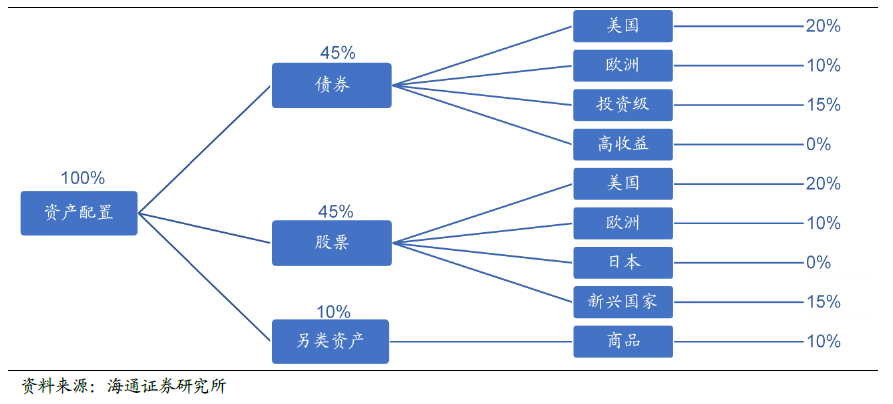 100%
资产配置
45%
债券
美国 20%
欧洲 10%
投资级 15%
高收益 0%
45%
股票
美国 20%
欧洲 10%
日本 0%
新兴国家 15%
10%
另类资产
商品 10%
资料来源：海通证券研究所